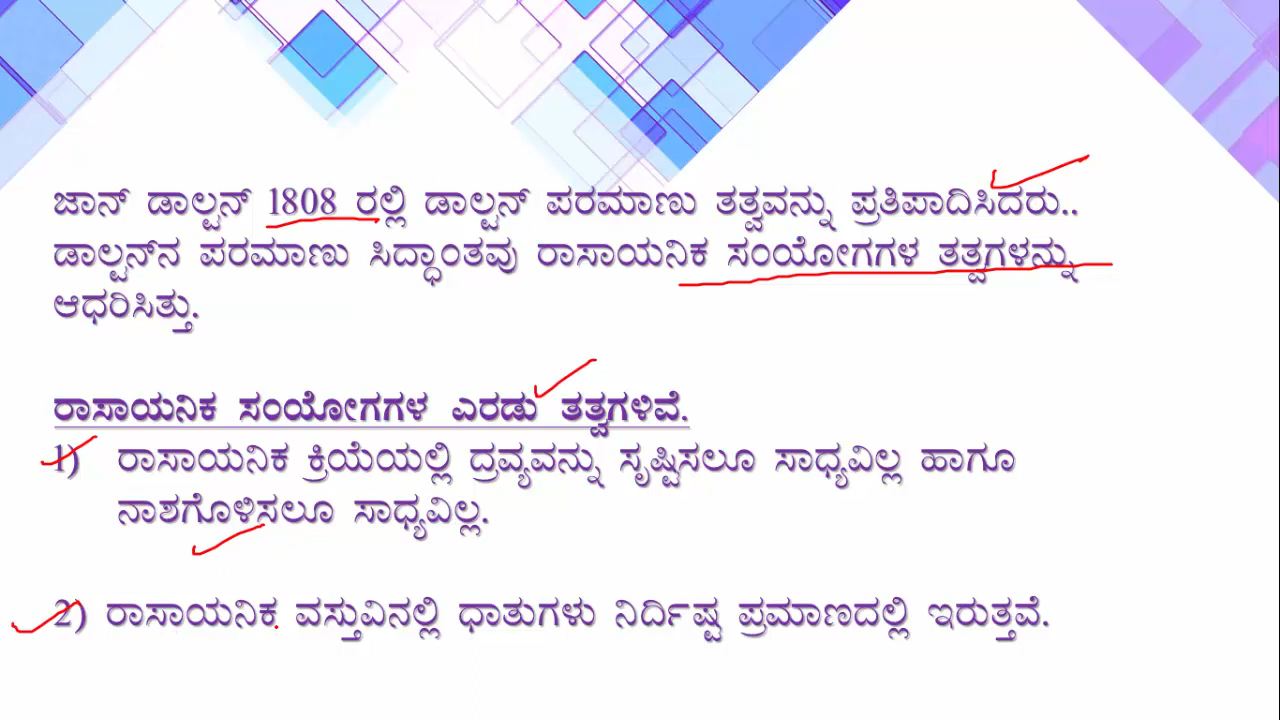 ಜಾನ್ ಡಾಲ್ಟನ್ 1808 ರಲ್ಲಿ ಡಾಲ್ಟನ್ ಪರಮಾಣು ತತ್ವವನ್ನು ಪ್ರತಿಪಾದಿಸಿದರು..
ಡಾಲ್ಟನ್‌ನ ಪರಮಾಣು ಸಿದ್ಧಾಂತವು ರಾಸಾಯನಿಕ ಸಂಯೋಗಗಳ ತತ್ವಗಳನ್ನು
ಆಧರಿಸಿತ್ತು.
ರಾಸಾಯನಿಕ ಸಂಯೋಗಗಳ ಎರಡು ತತ್ವಗಳಿವೆ.
1) ರಾಸಾಯನಿಕ ಕ್ರಿಯೆಯಲ್ಲಿ ದ್ರವ್ಯವನ್ನು ಸೃಷ್ಟಿಸಲೂ ಸಾಧ್ಯವಿಲ್ಲ ಹಾಗೂ
ನಾಶಗೊಳಿಸಲೂ ಸಾಧ್ಯವಿಲ್ಲ.
2) ರಾಸಾಯನಿಕ ವಸ್ತುವಿನಲ್ಲಿ ಧಾತುಗಳು ನಿರ್ದಿಷ್ಟ ಪ್ರಮಾಣದಲ್ಲಿ ಇರುತ್ತವೆ.